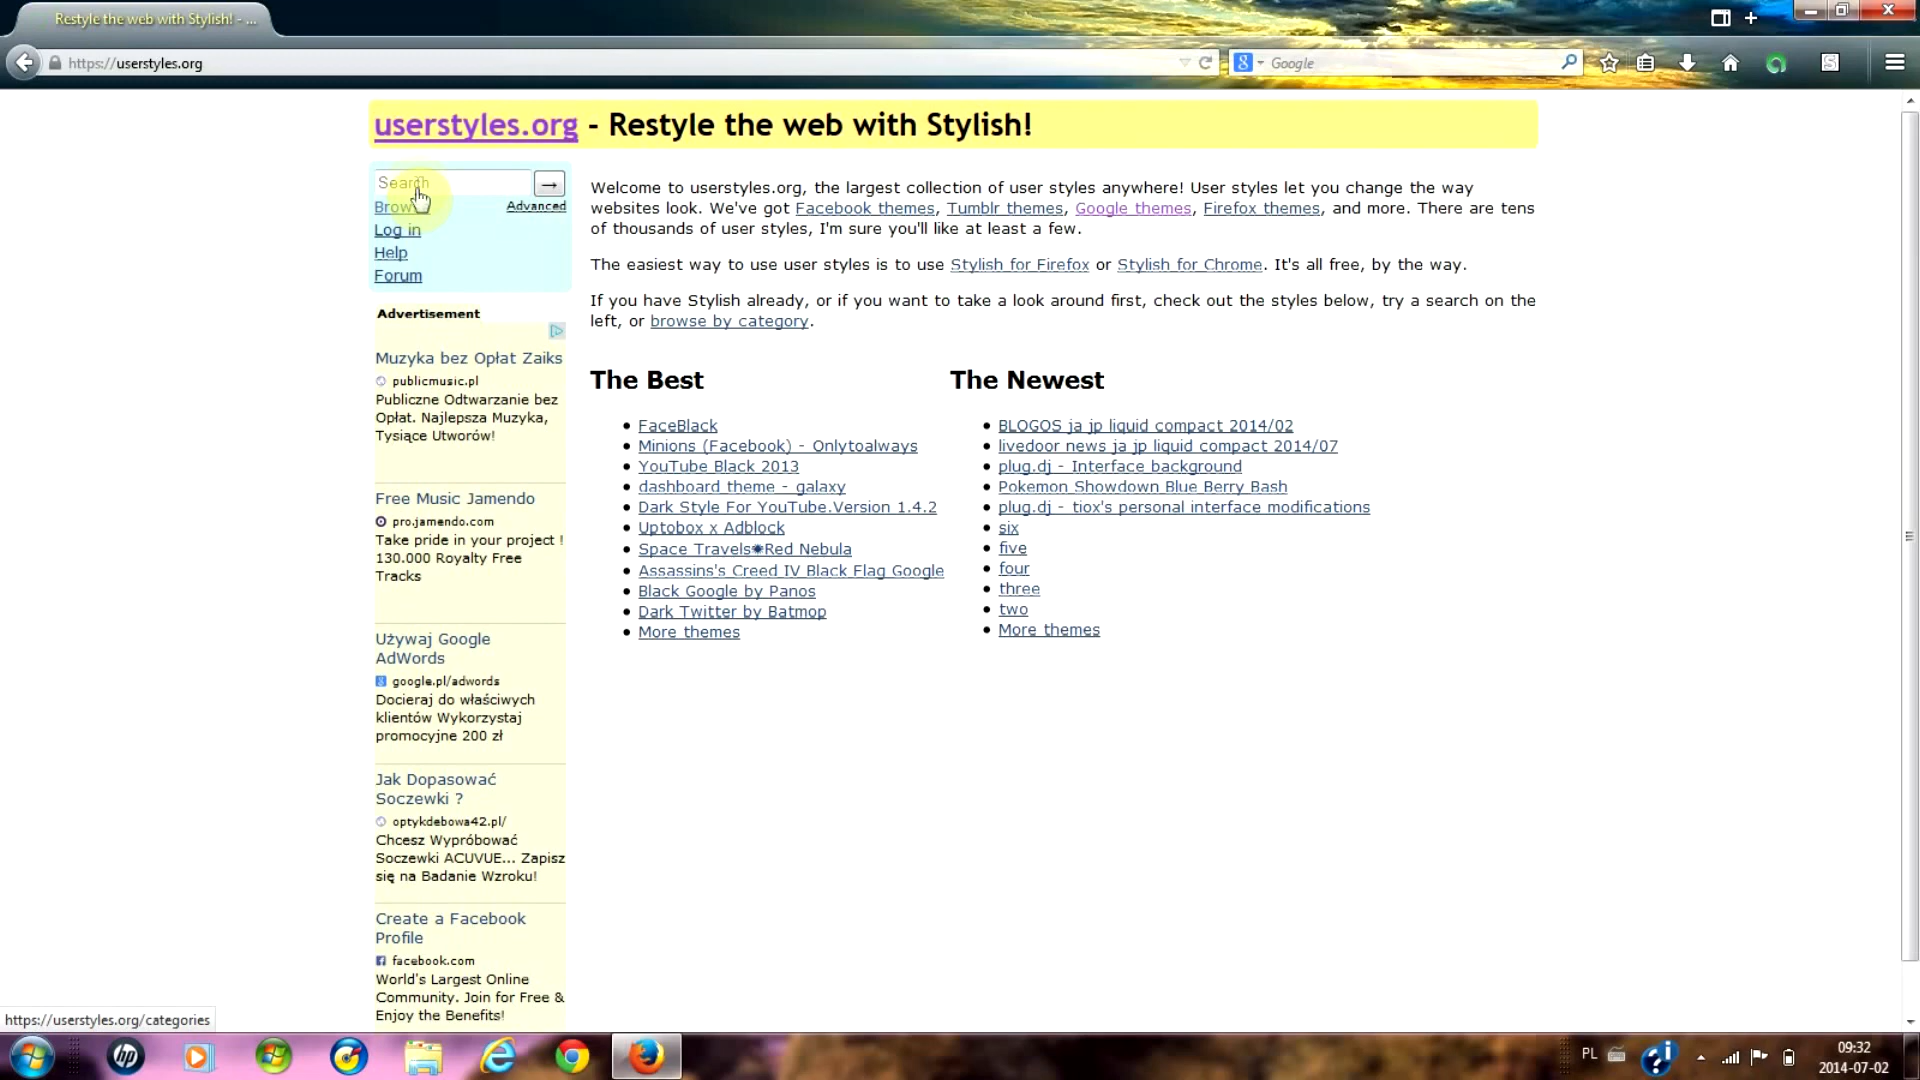 Restyle the web with Stylish! - ...
https://userstyles.org
Google
userstyles.org - Restyle the web with Stylish!
Search
→
Advanced
Log in
Help
Forum
Advertisement
Muzyka bez Opłat Zaiks
publicmusic.pl
Publiczne Odtwarzanie bez
Opłat. Najlepsza Muzyka,
Tysiące Utworów!
Free Music Jamendo
pro.jamendo.com
Take pride in your project !
130.000 Royalty Free
Tracks
Używaj Google
AdWords
google.pl/adwords
Docieraj do właściwych
klientów Wykorzystaj
promocyjne 200 zł
Jak Dopasować
Soczewki ?
optykdebowa42.pl/
Chcesz Wypróbować
Soczewki ACUVUE... Zapisz
się na Badanie Wzroku!
Create a Facebook
Profile
facebook.com
World's Largest Online
Community. Join for Free &
Enjoy the Benefits!
Welcome to userstyles.org, the largest collection of user styles anywhere! User styles let you change the way
websites look. We've got Facebook themes, Tumblr themes, Google themes, Firefox themes, and more. There are tens
of thousands of user styles, I'm sure you'll like at least a few.
The easiest way to use user styles is to use Stylish for Firefox or Stylish for Chrome. It's all free, by the way.
If you have Stylish already, or if you want to take a look around first, check out the styles below, try a search on the
left, or browse by category.
The Best
FaceBlack
Minions (Facebook) - Onlytoalways
YouTube Black 2013
dashboard theme - galaxy
Dark Style For YouTube.Version 1.4.2
Uptobox x Adblock
Space Travels✹Red Nebula
Assassins's Creed IV Black Flag Google
Black Google by Panos
Dark Twitter by Batmop
More themes
The Newest
BLOGOS ja jp liquid compact 2014/02
livedoor news ja jp liquid compact 2014/07
plug.dj - Interface background
Pokemon Showdown Blue Berry Bash
plug.dj - tiox's personal interface modifications
six
five
four
three
two
More themes
https://userstyles.org/categories
PL
09:32
2014-07-02